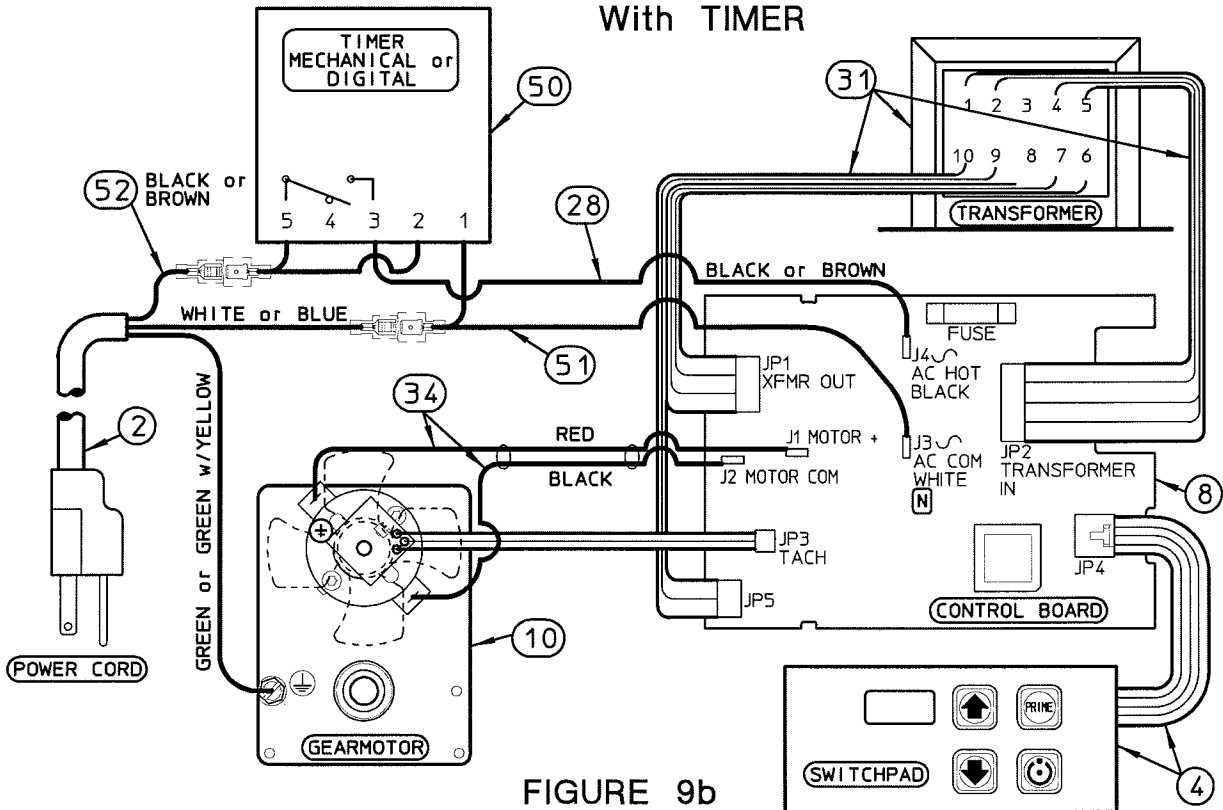 With TIMER
TIMER
MECHANICAL or
DIGITAL
50
31
1 2 3 4 5
10 9 8 7 6
TRANSFORMER
52
BLACK or
BROWN
5 4 3 2 1
28
BLACK or BROWN
WHITE or BLUE
51
FUSE
J4
AC HOT
BLACK
JP1
XFMR OUT
34
2
RED
J1 MOTOR +
BLACK
J2 MOTOR COM
J3
AC COM
WHITE
N
JP2
TRANSFORMER
IN
8
GREEN or GREEN w/YELLOW
+
JP3
TACH
JP4
JP5
CONTROL BOARD
10
POWER CORD
GEARMOTOR
PRIME
SWITCHPAD
4
FIGURE 9b